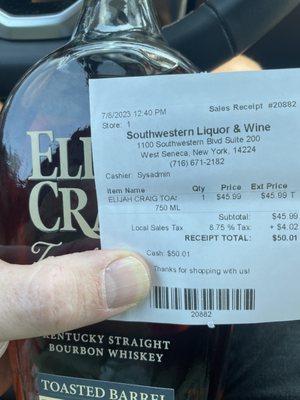 7/8/2023 12:40 PM
Sales Receipt #20882
Store: 1
Southwestern Liquor & Wine
1100 Southwestern Blvd Suite 200
West Seneca, New York, 14224
(716) 671-2182
Cashier: Sysadmin
Item Name Qty Price Ext Price
ELIJAH CRAIG TOA: 1 $45.99 $45.99 T
750 ML
Subtotal: $45.99
Local Sales Tax 8.75 % Tax: + $4.02
RECEIPT TOTAL: $50.01
Cash: $50.01
Thanks for shopping with us!
20882
ELI
CRA
KENTUCKY STRAIGHT
BOURBON WHISKEY
TOASTED BARREL